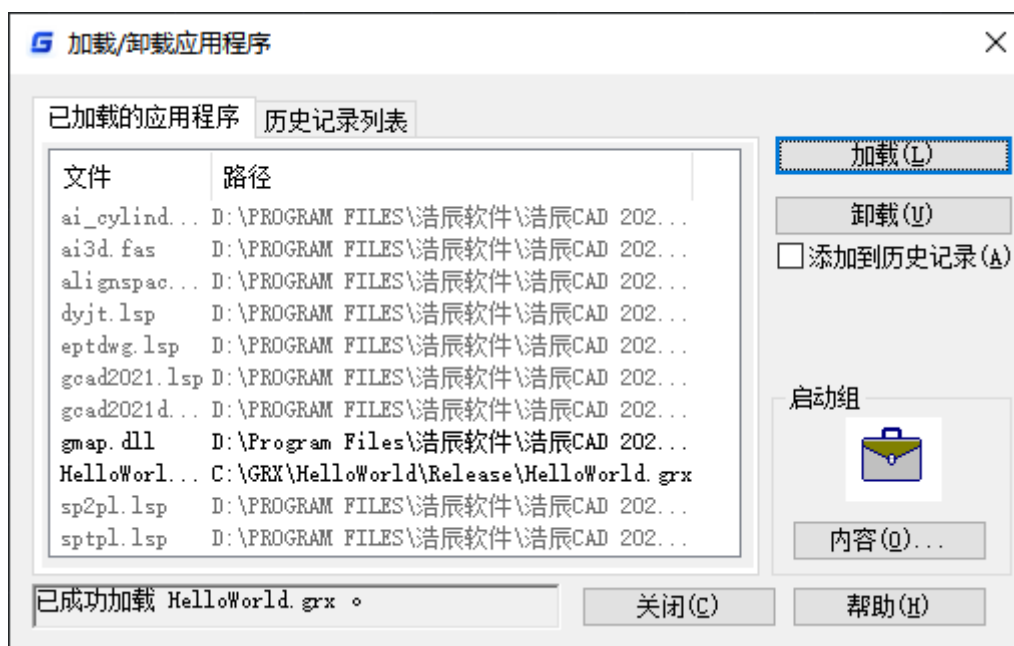 加载/卸载应用程序
已加载的应用程序 历史记录列表
文件 路径
ai_cylind... D:\PROGRAM FILES\浩辰软件\浩辰CAD 202...
ai3d.fas D:\PROGRAM FILES\浩辰软件\浩辰CAD 202...
alignspac... D:\PROGRAM FILES\浩辰软件\浩辰CAD 202...
dyjt.lsp D:\PROGRAM FILES\浩辰软件\浩辰CAD 202...
eptdwg.lsp D:\PROGRAM FILES\浩辰软件\浩辰CAD 202...
gcad2021.lsp D:\PROGRAM FILES\浩辰软件\浩辰CAD 202...
gcad2021d... D:\PROGRAM FILES\浩辰软件\浩辰CAD 202...
gmap.dll D:\Program Files\浩辰软件\浩辰CAD 202...
HelloWorl... C:\GRX\HelloWorld\Release\HelloWorld.grx
sp2pl.lsp D:\PROGRAM FILES\浩辰软件\浩辰CAD 202...
sptpl.lsp D:\PROGRAM FILES\浩辰软件\浩辰CAD 202...
加载(L)
卸载(U)
添加到历史记录(A)
启动组
内容(O)...
已成功加载 HelloWorld.grx 。
关闭(C)
帮助(H)